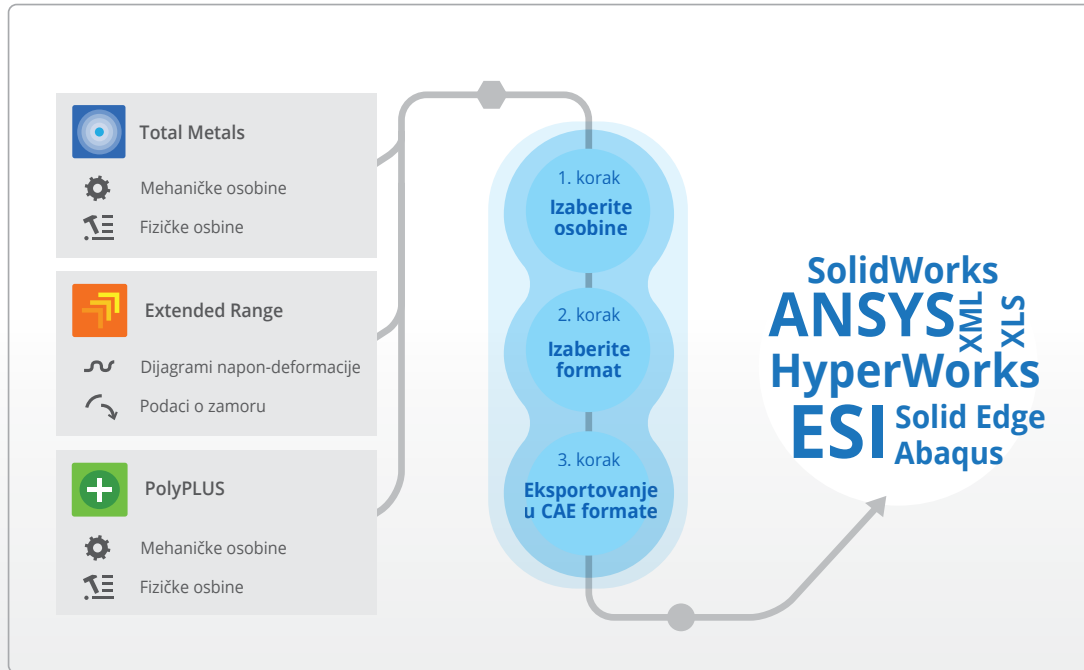 Total Metals
Mehaničke osobine
Fizičke osbine
Extended Range
Dijagrami napon-deformacije
Podaci o zamoru
PolyPLUS
Mehaničke osobine
Fizičke osbine
1. korak
Izaberite
osobine
2. korak
Izaberite
format
3. korak
Eksportovanje
u CAE formate
SolidWorks
ANSYS
XML
XLS
HyperWorks
ESI
Solid Edge
Abaqus